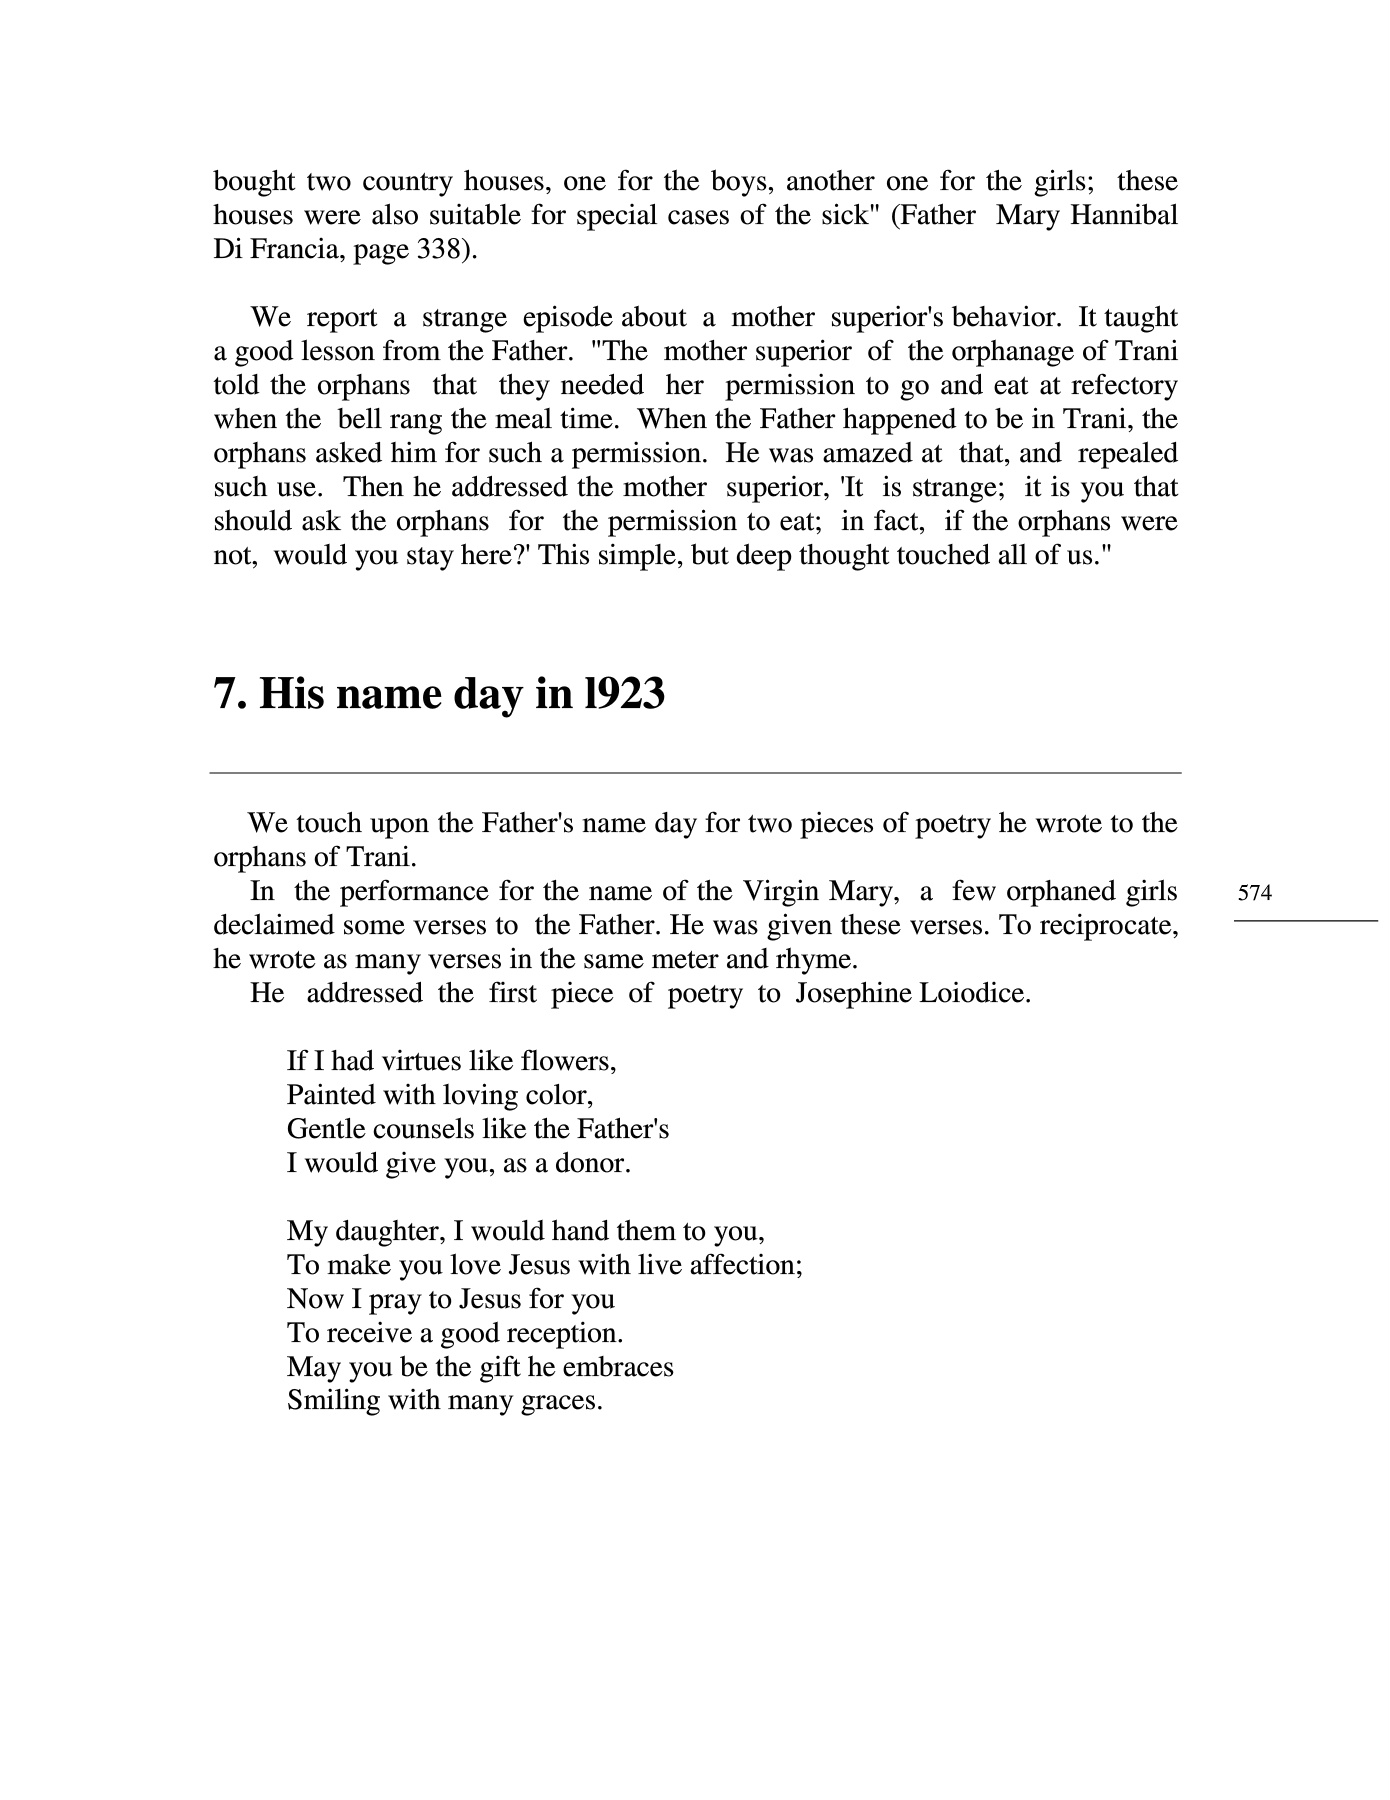 bought two country houses, one for the boys, another one for the girls; these
houses were also suitable for special cases of the sick" (Father Mary Hannibal
Di Francia, page 338).
We report a strange episode about a mother superior's behavior. It taught
a good lesson from the Father. "The mother superior of the orphanage of Trani
told the orphans that they needed her permission to go and eat at refectory
when the bell rang the meal time. When the Father happened to be in Trani, the
orphans asked him for such a permission. He was amazed at that, and repealed
such use. Then he addressed the mother superior, 'It is strange; it is you that
should ask the orphans for the permission to eat; in fact, if the orphans were
not, would you stay here?' This simple, but deep thought touched all of us."
7. His name day in l923
We touch upon the Father's name day for two pieces of poetry he wrote to the
orphans of Trani.
In the performance for the name of the Virgin Mary, a few orphaned girls
declaimed some verses to the Father. He was given these verses. To reciprocate,
he wrote as many verses in the same meter and rhyme.
He addressed the first piece of poetry to Josephine Loiodice.
If I had virtues like flowers,
Painted with loving color,
Gentle counsels like the Father's
I would give you, as a donor.
My daughter, I would hand them to you,
To make you love Jesus with live affection;
Now I pray to Jesus for you
To receive a good reception.
May you be the gift he embraces
Smiling with many graces.
574